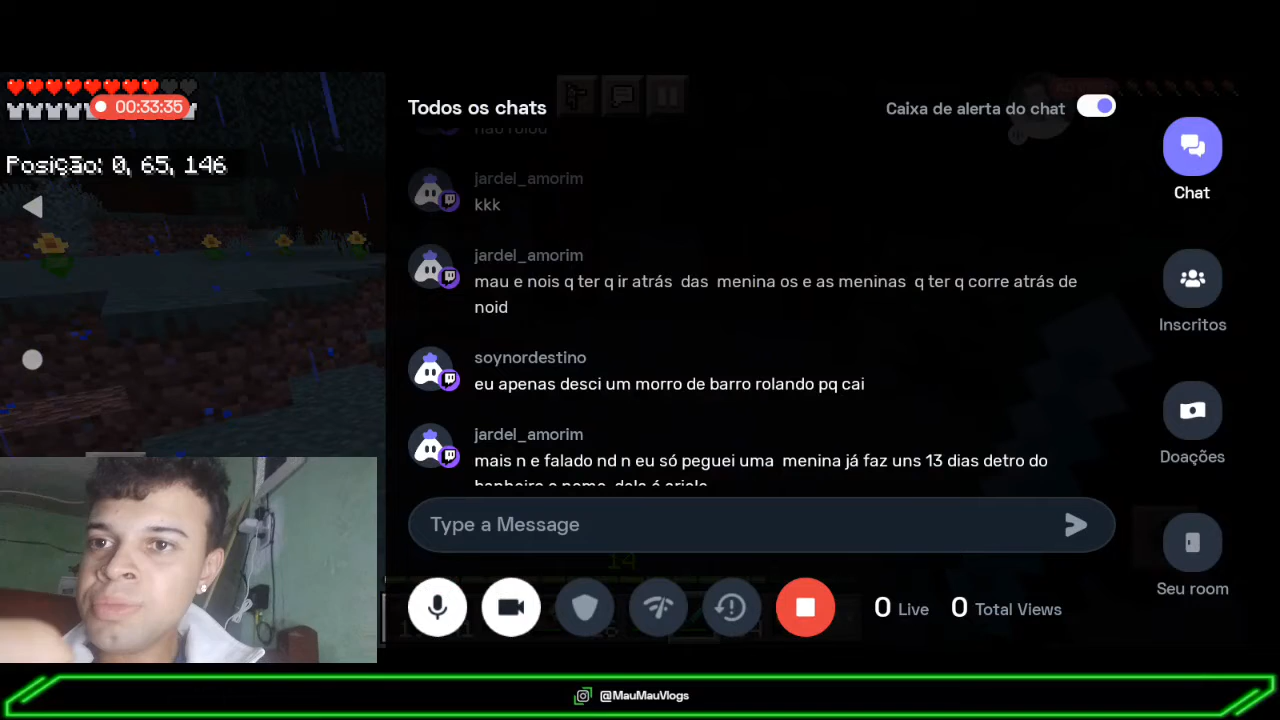 00:33:35
Posição: 0, 65, 146
Todos os chats
Caixa de alerta do chat
não rolou
jardel_amorim
kkk
jardel_amorim
mau e nois q ter q ir atrás das menina os e as meninas q ter q corre atrás de
noid
soynordestino
eu apenas desci um morro de barro rolando pq cai
jardel_amorim
mais n e falado nd n eu só peguei uma menina já faz uns 13 dias detro do
Type a Message
14
0 Live
0 Total Views
Chat
Inscritos
Doações
Seu room
@MauMauVlogs